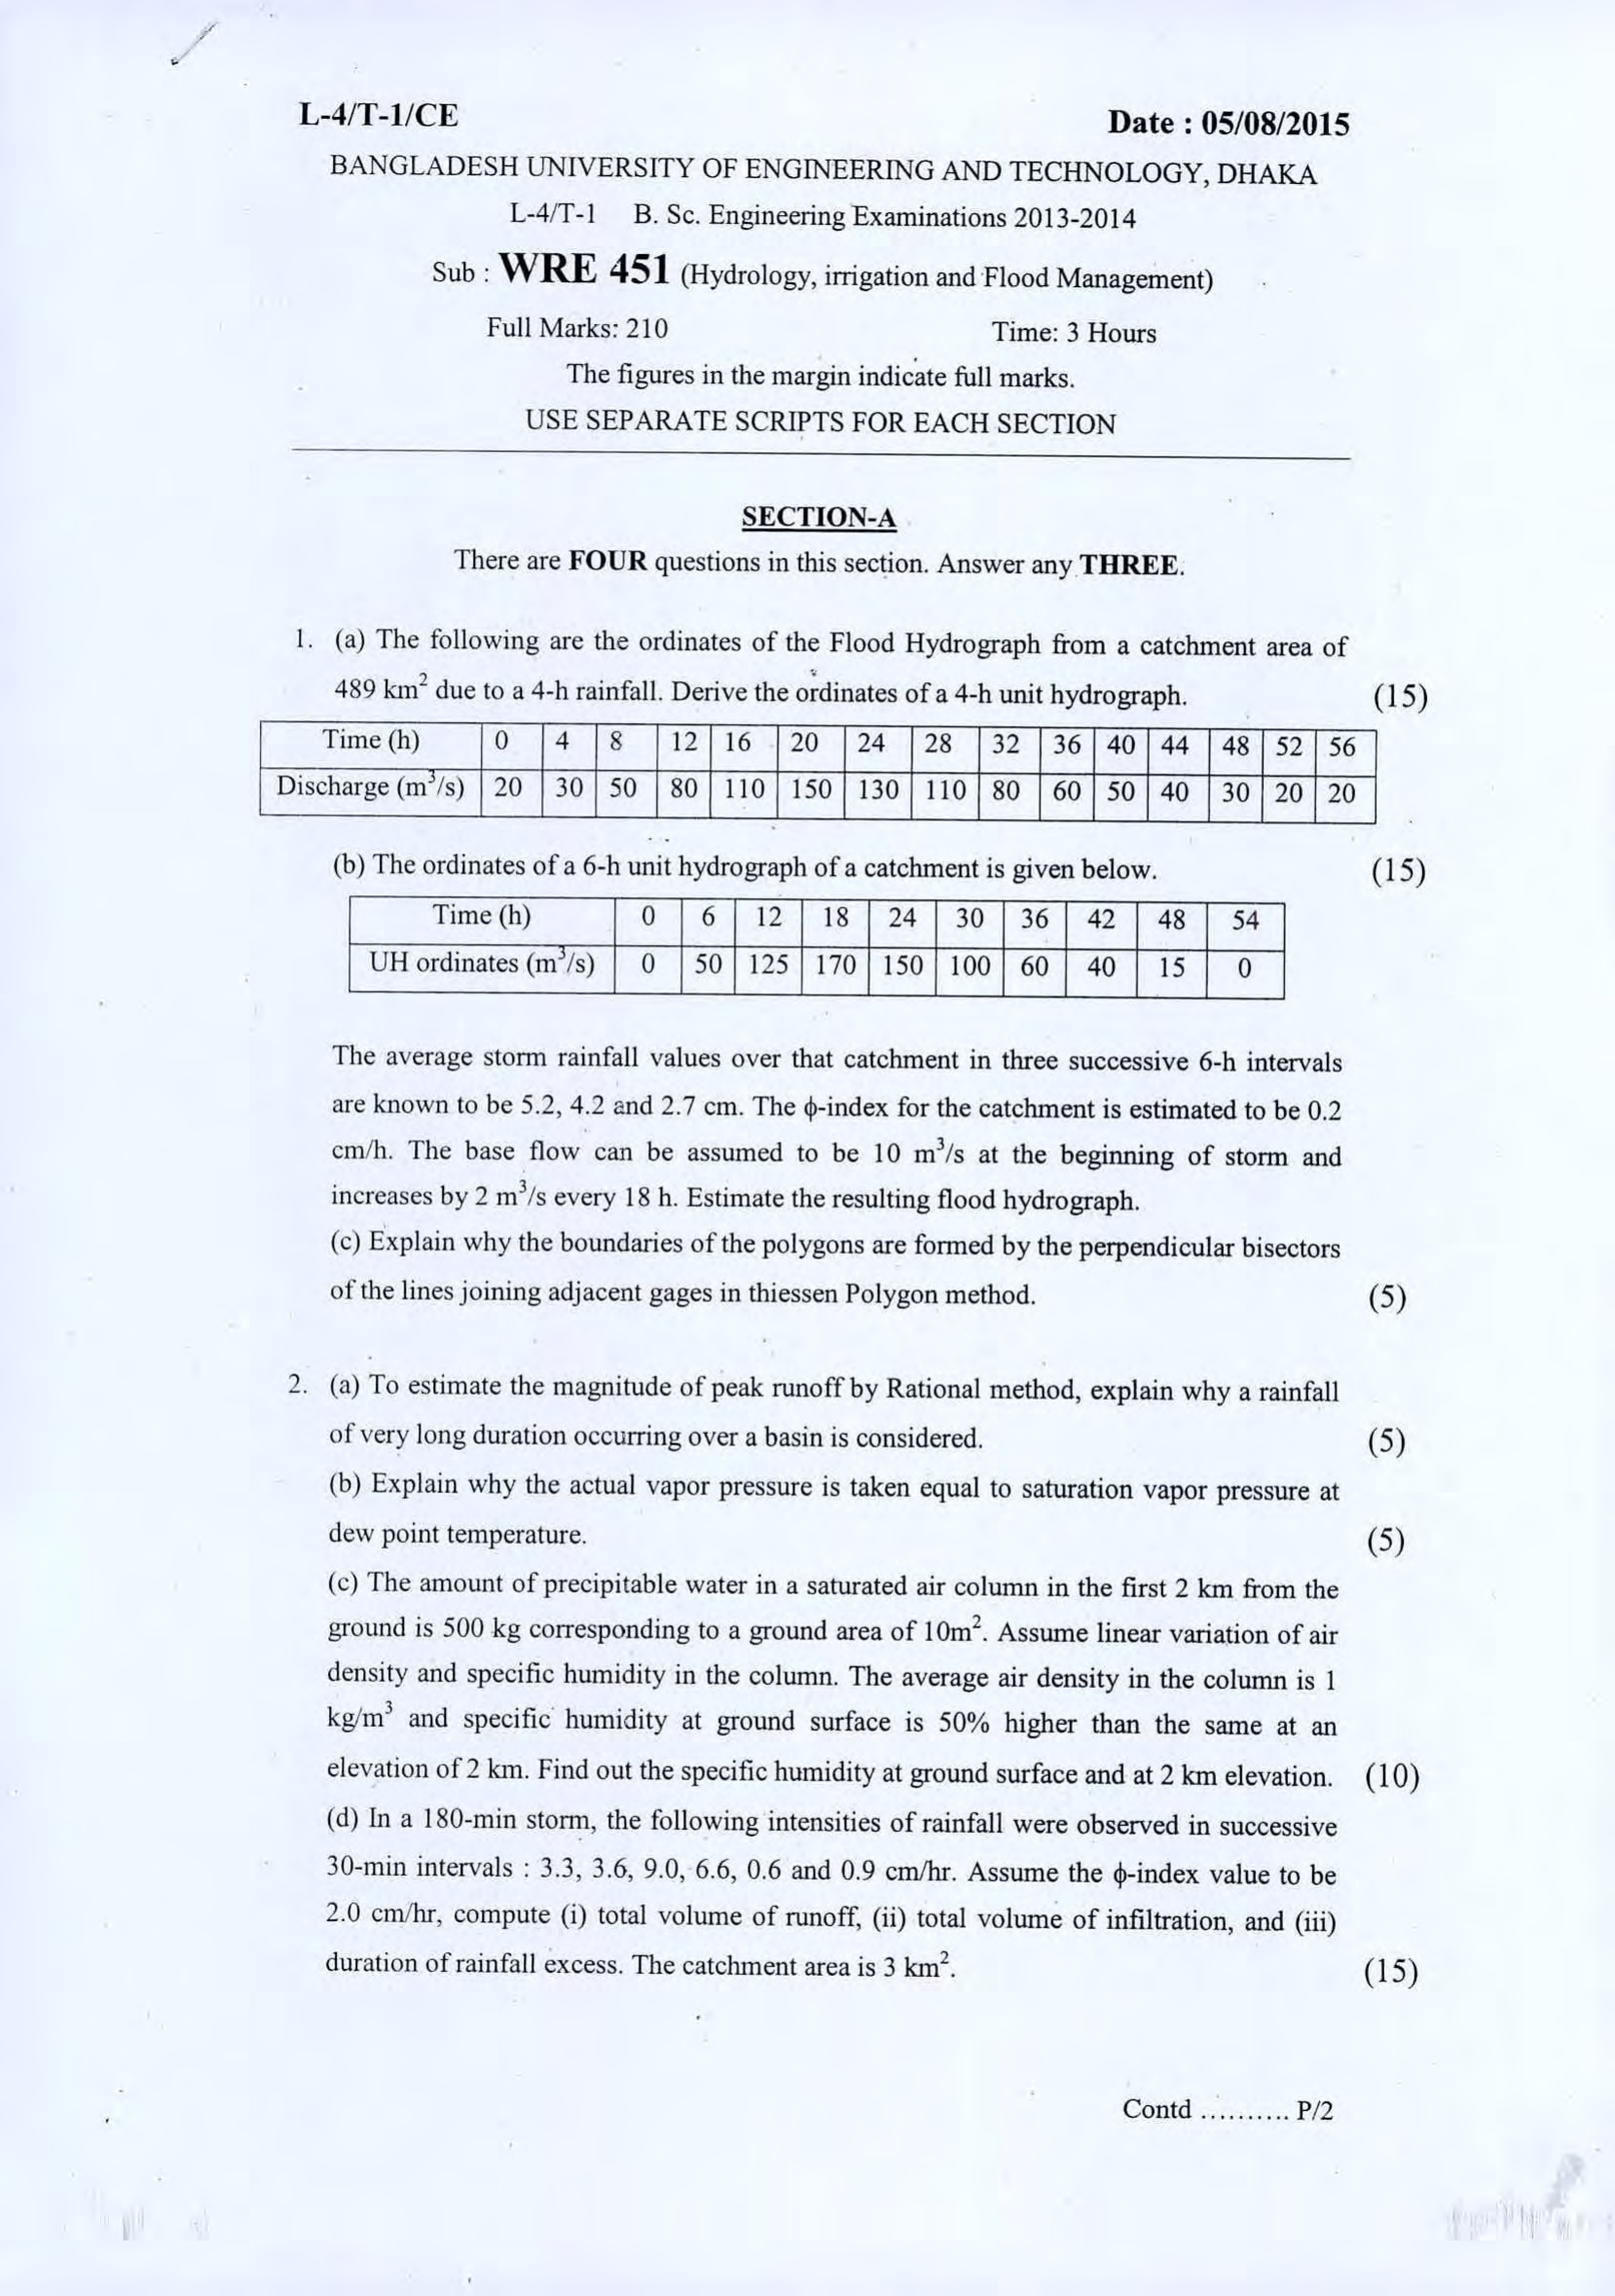 L-4/T-1/CE Date : 05/08/2015
BANGLADESH UNIVERSITY OF ENGINEERING AND TECHNOLOGY, DHAKA
L-4/T-1 B. Sc. Engineering Examinations 2013-2014
Sub : WRE 451 (Hydrology, irrigation and Flood Management)
Full Marks: 210 Time: 3 Hours
The figures in the margin indicate full marks.
USE SEPARATE SCRIPTS FOR EACH SECTION
SECTION-A
There are FOUR questions in this section. Answer any THREE.
1. (a) The following are the ordinates of the Flood Hydrograph from a catchment area of
489 km² due to a 4-h rainfall. Derive the ordinates of a 4-h unit hydrograph. (15)
Time (h) 0 4 8 12 16 20 24 28 32 36 40 44 48 52 56
Discharge (m³/s) 20 30 50 80 110 150 130 110 80 60 50 40 30 20 20
(b) The ordinates of a 6-h unit hydrograph of a catchment is given below. (15)
Time (h) 0 6 12 18 24 30 36 42 48 54
UH ordinates (m³/s) 0 50 125 170 150 100 60 40 15 0
The average storm rainfall values over that catchment in three successive 6-h intervals
are known to be 5.2, 4.2 and 2.7 cm. The ϕ-index for the catchment is estimated to be 0.2
cm/h. The base flow can be assumed to be 10 m³/s at the beginning of storm and
increases by 2 m³/s every 18 h. Estimate the resulting flood hydrograph.
(c) Explain why the boundaries of the polygons are formed by the perpendicular bisectors
of the lines joining adjacent gages in thiessen Polygon method. (5)
2. (a) To estimate the magnitude of peak runoff by Rational method, explain why a rainfall
of very long duration occurring over a basin is considered. (5)
(b) Explain why the actual vapor pressure is taken equal to saturation vapor pressure at
dew point temperature. (5)
(c) The amount of precipitable water in a saturated air column in the first 2 km from the
ground is 500 kg corresponding to a ground area of 10m². Assume linear variation of air
density and specific humidity in the column. The average air density in the column is 1
kg/m³ and specific humidity at ground surface is 50% higher than the same at an
elevation of 2 km. Find out the specific humidity at ground surface and at 2 km elevation. (10)
(d) In a 180-min storm, the following intensities of rainfall were observed in successive
30-min intervals : 3.3, 3.6, 9.0, 6.6, 0.6 and 0.9 cm/hr. Assume the ϕ-index value to be
2.0 cm/hr, compute (i) total volume of runoff, (ii) total volume of infiltration, and (iii)
duration of rainfall excess. The catchment area is 3 km². (15)
Contd .......... P/2